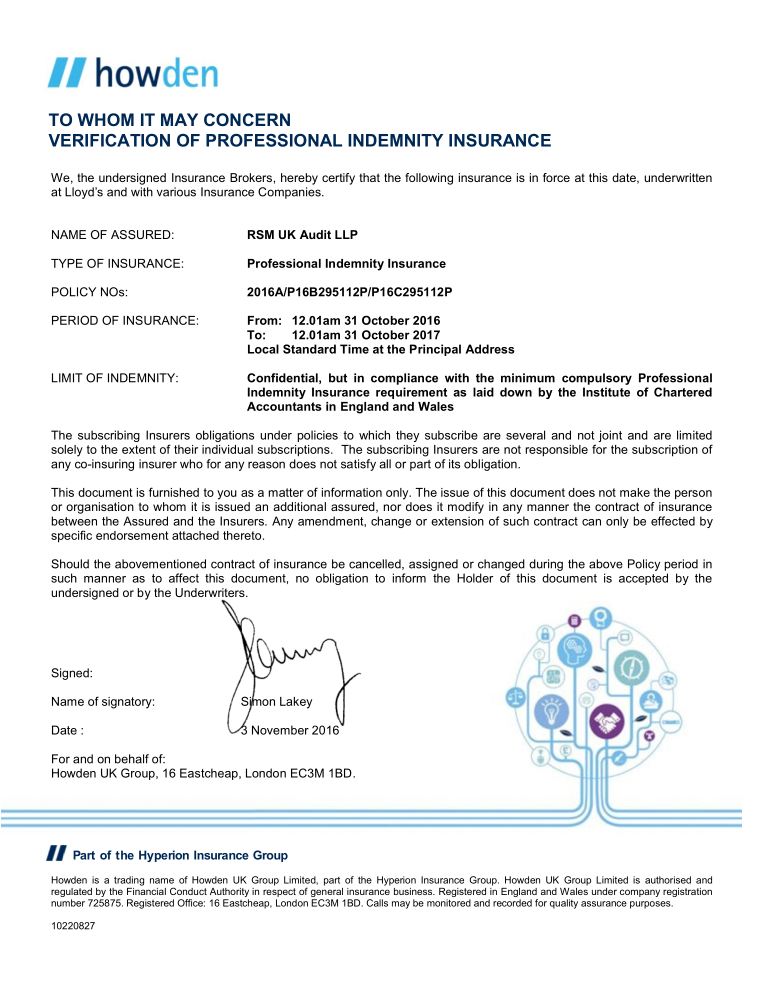 howden
TO WHOM IT MAY CONCERN
VERIFICATION OF PROFESSIONAL INDEMNITY INSURANCE
We, the undersigned Insurance Brokers, hereby certify that the following insurance is in force at this date, underwritten
at Lloyd's and with various Insurance Companies.
NAME OF ASSURED: RSM UK Audit LLP
TYPE OF INSURANCE: Professional Indemnity Insurance
POLICY NOs: 2016A/P16B295112P/P16C295112P
PERIOD OF INSURANCE: From: 12.01am 31 October 2016
To: 12.01am 31 October 2017
Local Standard Time at the Principal Address
LIMIT OF INDEMNITY: Confidential, but in compliance with the minimum compulsory Professional
Indemnity Insurance requirement as laid down by the Institute of Chartered
Accountants in England and Wales
The subscribing Insurers obligations under policies to which they subscribe are several and not joint and are limited
solely to the extent of their individual subscriptions. The subscribing Insurers are not responsible for the subscription of
any co-insuring insurer who for any reason does not satisfy all or part of its obligation.
This document is furnished to you as a matter of information only. The issue of this document does not make the person
or organisation to whom it is issued an additional assured, nor does it modify in any manner the contract of insurance
between the Assured and the Insurers. Any amendment, change or extension of such contract can only be effected by
specific endorsement attached thereto.
Should the abovementioned contract of insurance be cancelled, assigned or changed during the above Policy period in
such manner as to affect this document, no obligation to inform the Holder of this document is accepted by the
undersigned or by the Underwriters.
Signed:
Name of signatory: Simon Lakey
Date : 3 November 2016
For and on behalf of:
Howden UK Group, 16 Eastcheap, London EC3M 1BD.
Part of the Hyperion Insurance Group
Howden is a trading name of Howden UK Group Limited, part of the Hyperion Insurance Group. Howden UK Group Limited is authorised and
regulated by the Financial Conduct Authority in respect of general insurance business. Registered in England and Wales under company registration
number 725875. Registered Office: 16 Eastcheap, London EC3M 1BD. Calls may be monitored and recorded for quality assurance purposes.
10220827